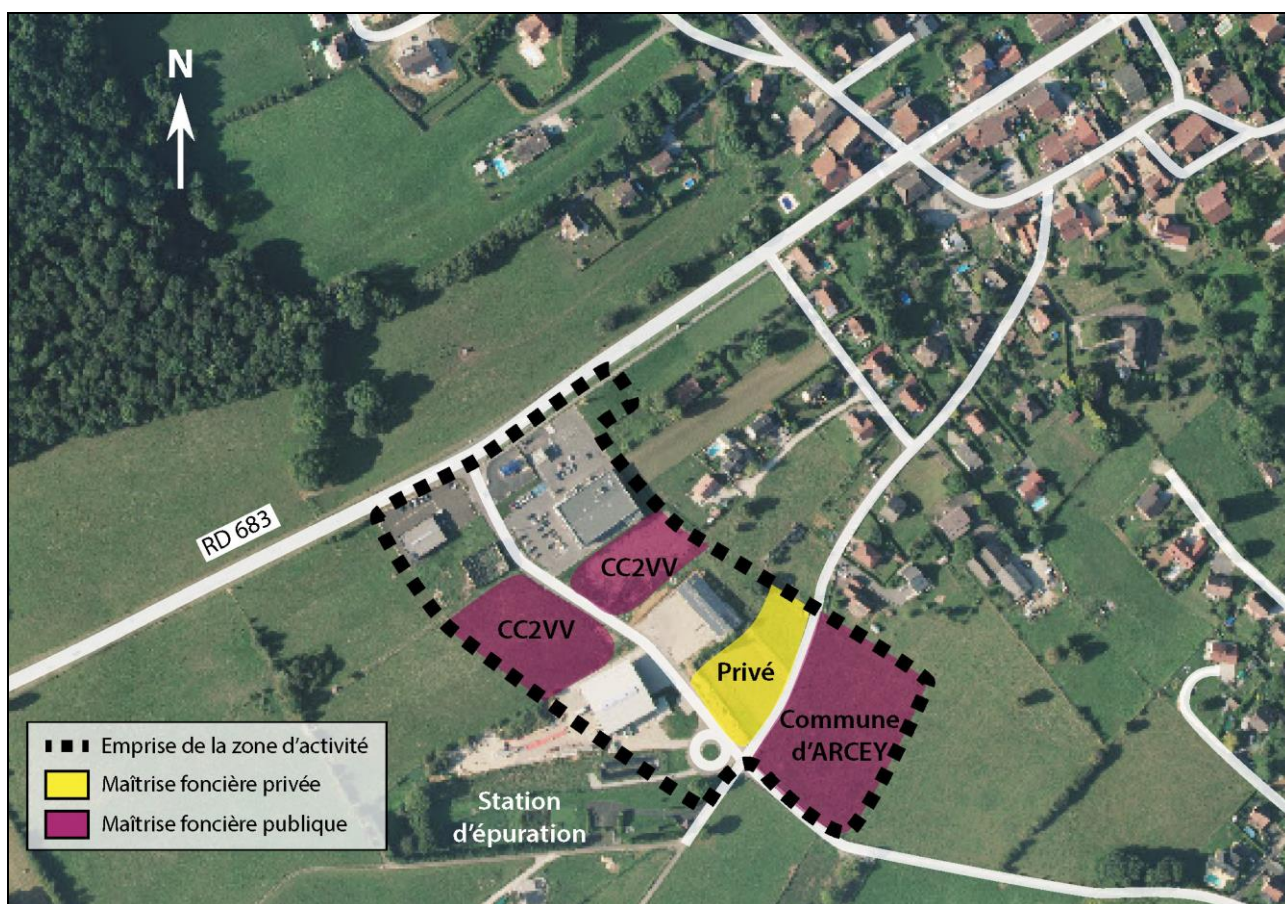 N
RD 683
CC2VV
CC2VV
Privé
Commune
d'ARCEY
Station
d'épuration
Emprise de la zone d'activité
Maîtrise foncière privée
Maîtrise foncière publique